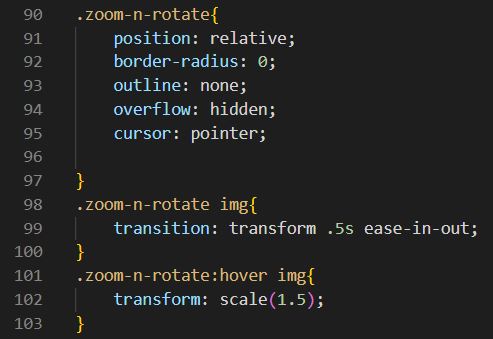 90 .zoom-n-rotate{
91 position: relative;
92 border-radius: 0;
93 outline: none;
94 overflow: hidden;
95 cursor: pointer;
96
97 }
98 .zoom-n-rotate img{
99 transition: transform .5s ease-in-out;
100 }
101 .zoom-n-rotate:hover img{
102 transform: scale(1.5);
103 }